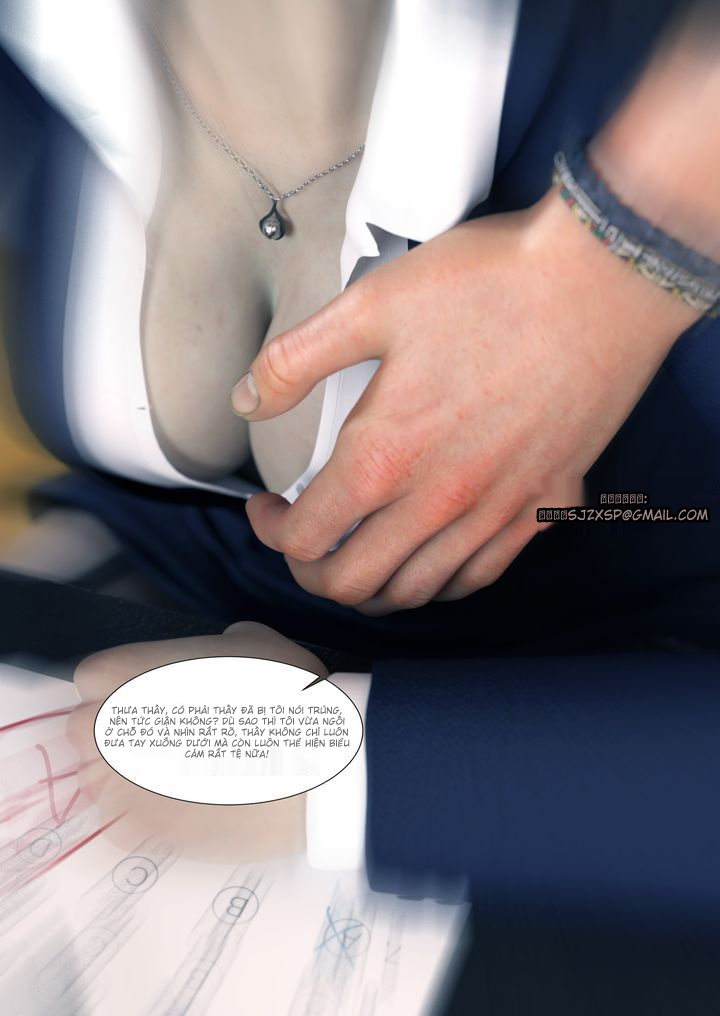 □□□□□□:
□□□□SJZXSP@GMAIL.COM
THƯA THẦY, CÓ PHẢI THẦY ĐÃ BỊ TÔI NÓI TRÚNG,
NÊN TỨC GIẬN KHÔNG? DÙ SAO THÌ TÔI VỪA NGỒI
Ở CHỖ ĐÓ VÀ NHÌN RẤT RÕ, THẦY KHÔNG CHỈ LUÔN
ĐƯA TAY XUỐNG DƯỚI MÀ CÒN LUÔN THỂ HIỆN BIỂU
CẢM RẤT TỆ NỮA!
D
C
B
A